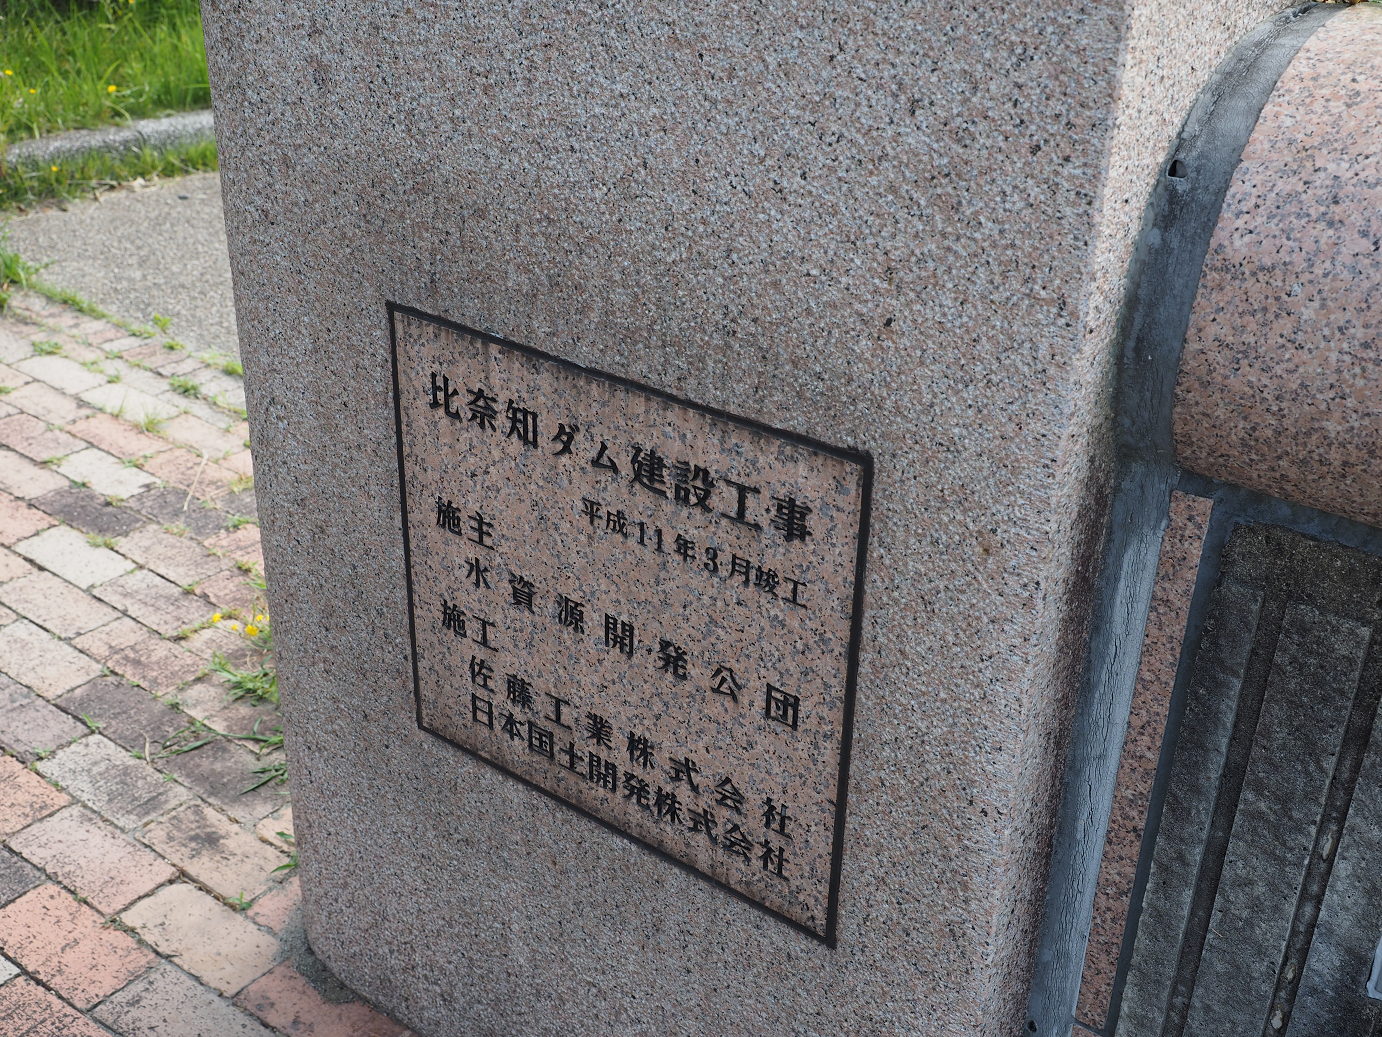 比奈知ダム建設工事
平成11年3月竣工
施主
水資源開発公団
施工
佐藤工業株式会社
日本国土開発株式会社